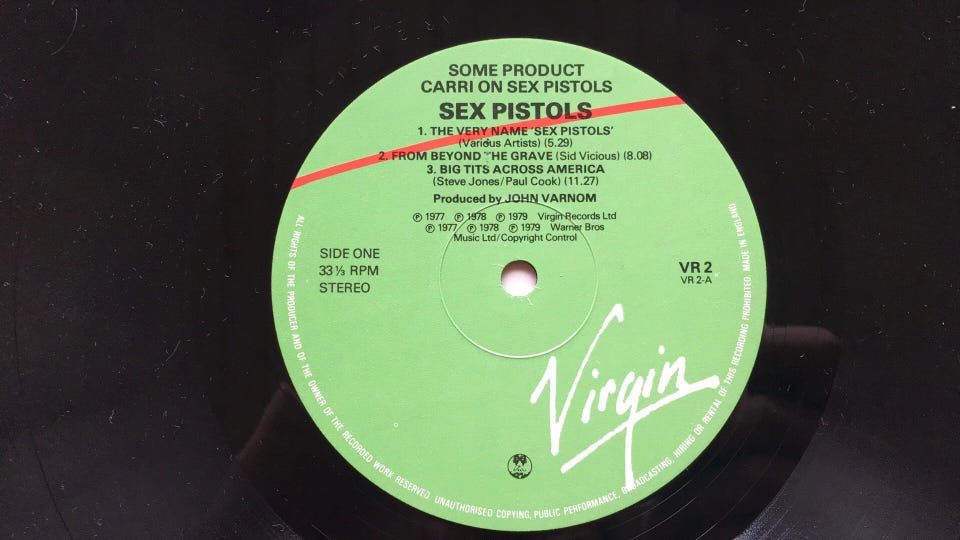 SOME PRODUCT
CARRI ON SEX PISTOLS
SEX PISTOLS
1. THE VERY NAME 'SEX PISTOLS'
(Various Artists) (5.29)
2. FROM BEYOND HE GRAVE (Sid Vicious) (8.08)
3. BIG TITS ACROSS AMERICA
(Steve Jones/Paul Cook) (11.27)
Produced by JOHN VARNOM
℗ 1977 ℗ 1978 ℗ 1979 Virgin Records Ltd
℗ 1977 ℗ 1978 ℗ 1979 Warner Bros
Music Ltd/Copyright Control
SIDE ONE
33⅓ RPM
STEREO
VR 2
VR 2-A
Virgin
ALL RIGHTS OF THE PRODUCER AND OF THE OWNER OF THE RECORDED WORK RESERVED. UNAUTHORISED COPYING, PUBLIC PERFORMANCE, BROADCASTING, HIRING OR RENTAL OF THIS RECORDING PROHIBITED. MADE IN ENGLAND